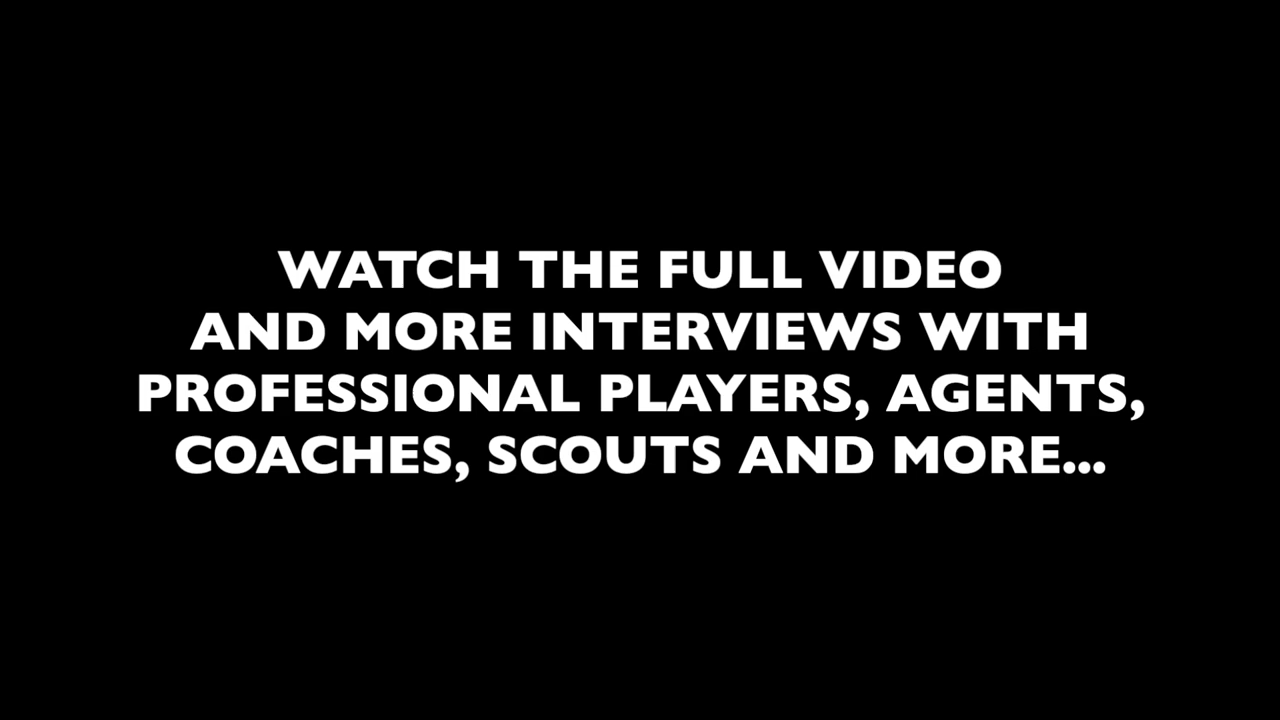 WATCH THE FULL VIDEO
AND MORE INTERVIEWS WITH
PROFESSIONAL PLAYERS, AGENTS,
COACHES, SCOUTS AND MORE...